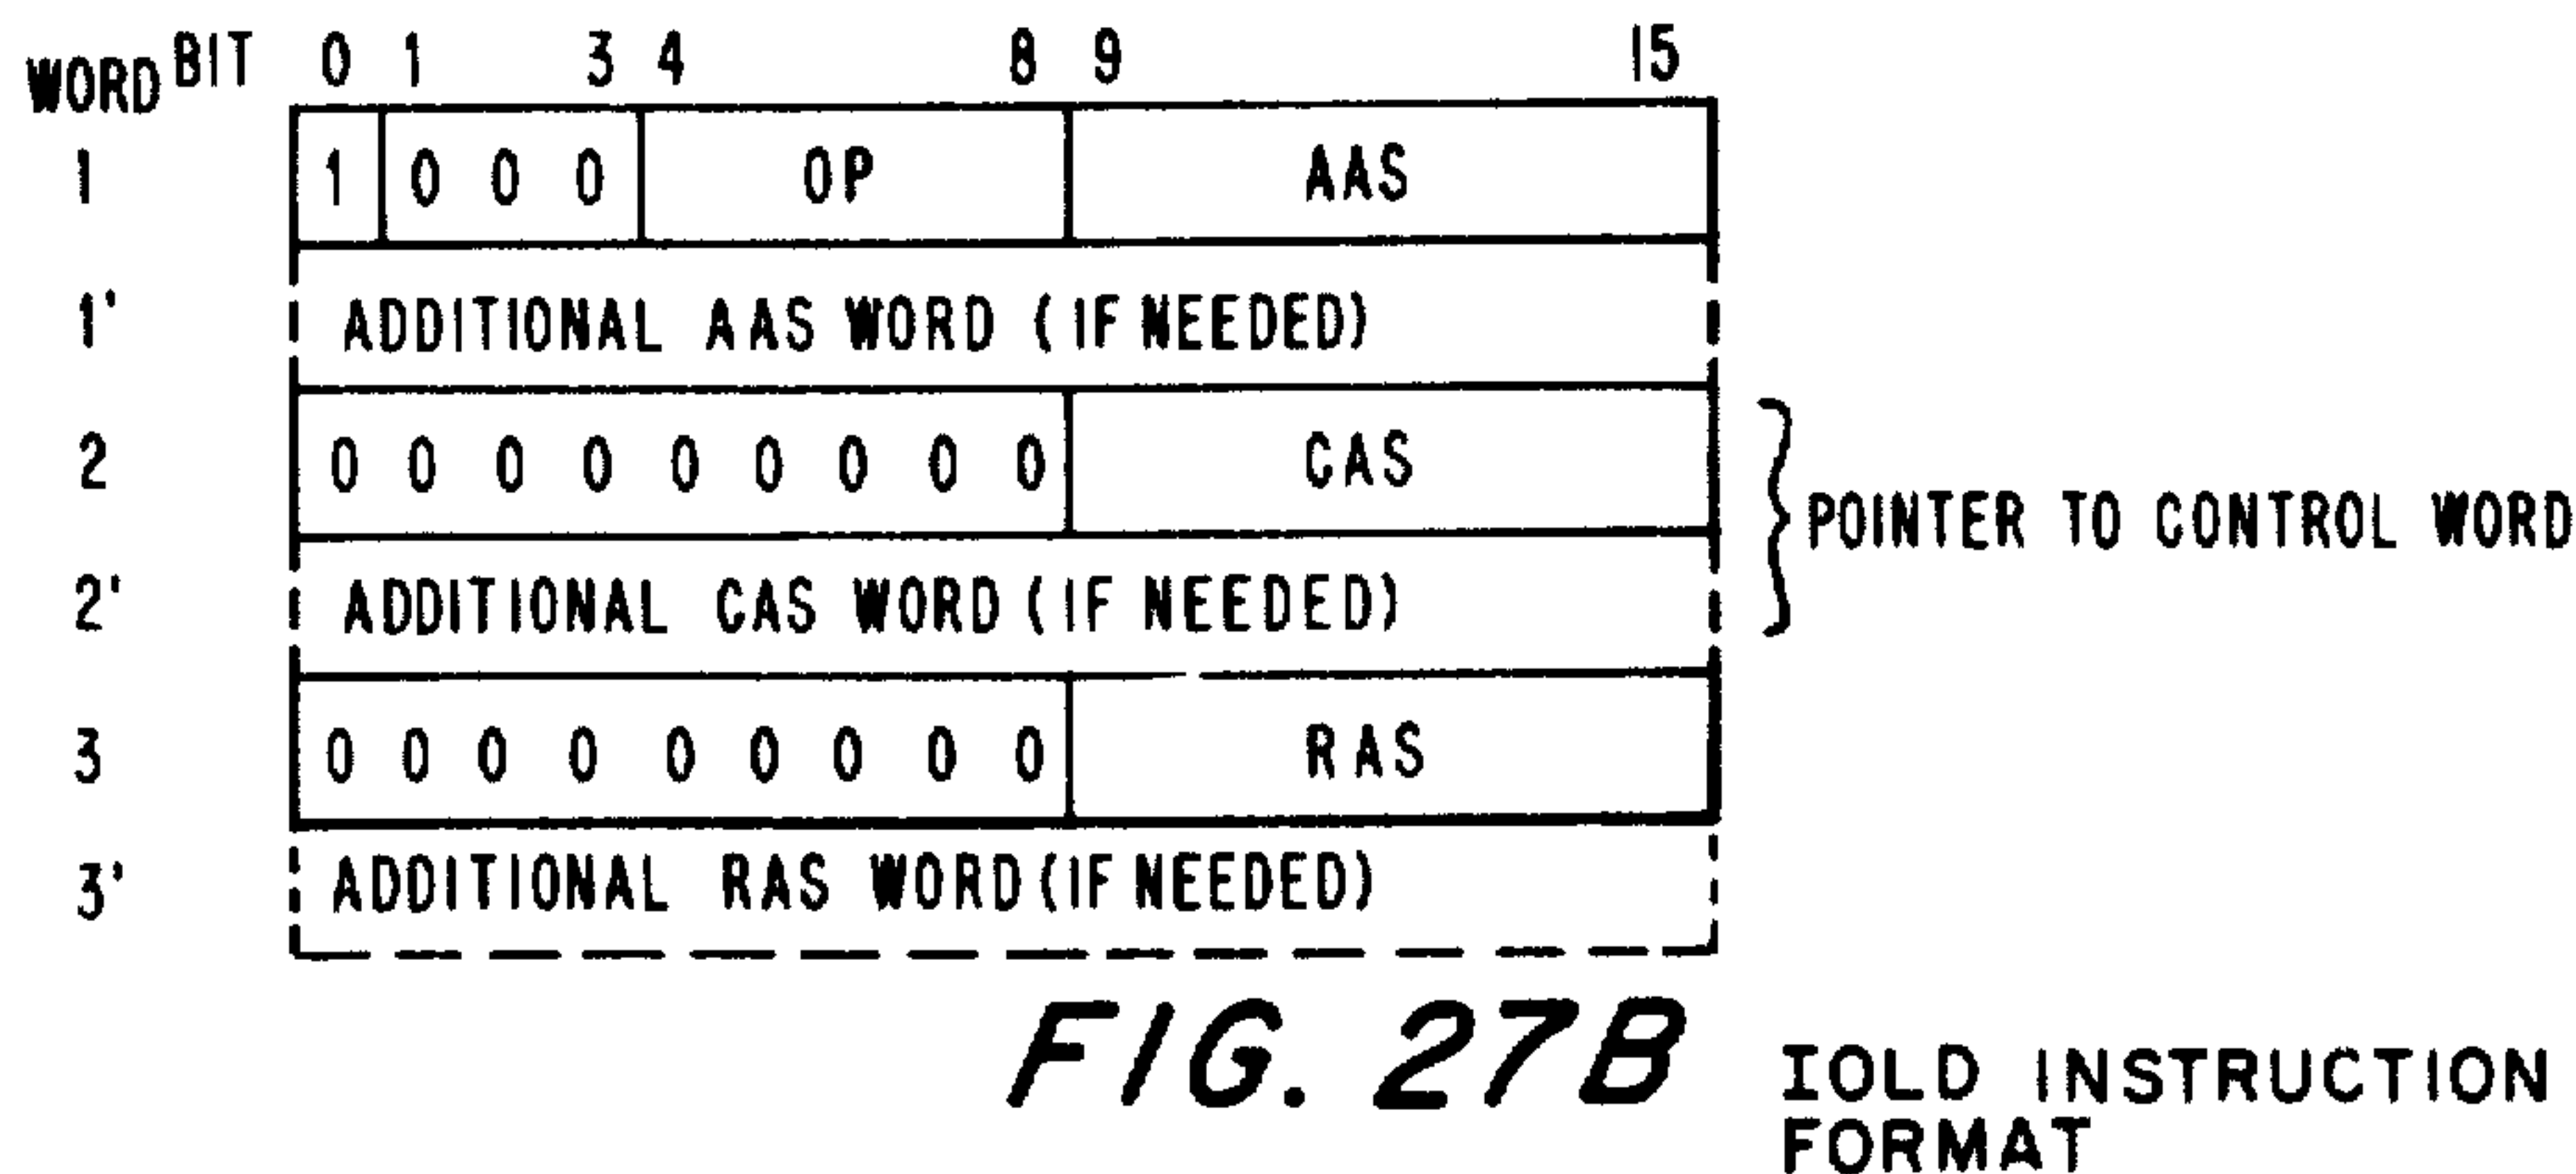 WORD BIT 0 1 3 4 8 9 15
1 1 0 0 0 OP AAS
1' ADDITIONAL AAS WORD (IF NEEDED)
2 0 0 0 0 0 0 0 0 0 CAS
POINTER TO CONTROL WORD
2' ADDITIONAL CAS WORD (IF NEEDED)
3 0 0 0 0 0 0 0 0 0 RAS
3' ADDITIONAL RAS WORD (IF NEEDED)
FIG. 27B
IOLD INSTRUCTION
FORMAT